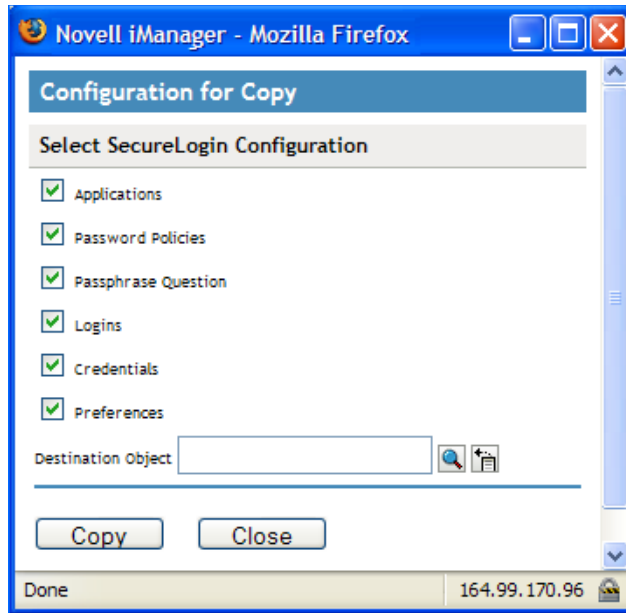 Novell iManager - Mozilla Firefox
Configuration for Copy
Select SecureLogin Configuration
Applications
Password Policies
Passphrase Question
Logins
Credentials
Preferences
Destination Object
Copy Close
Done 164.99.170.96